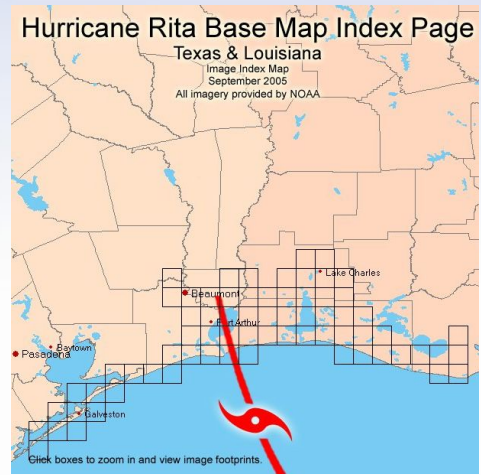 Hurricane Rita Base Map Index Page
Texas & Louisiana
Image Index Map
September 2005
All imagery provided by NOAA
Lake Charles
Beaumont
Port Arthur
Baytown
Pasadena
Galveston
Click boxes to zoom in and view image footprints.